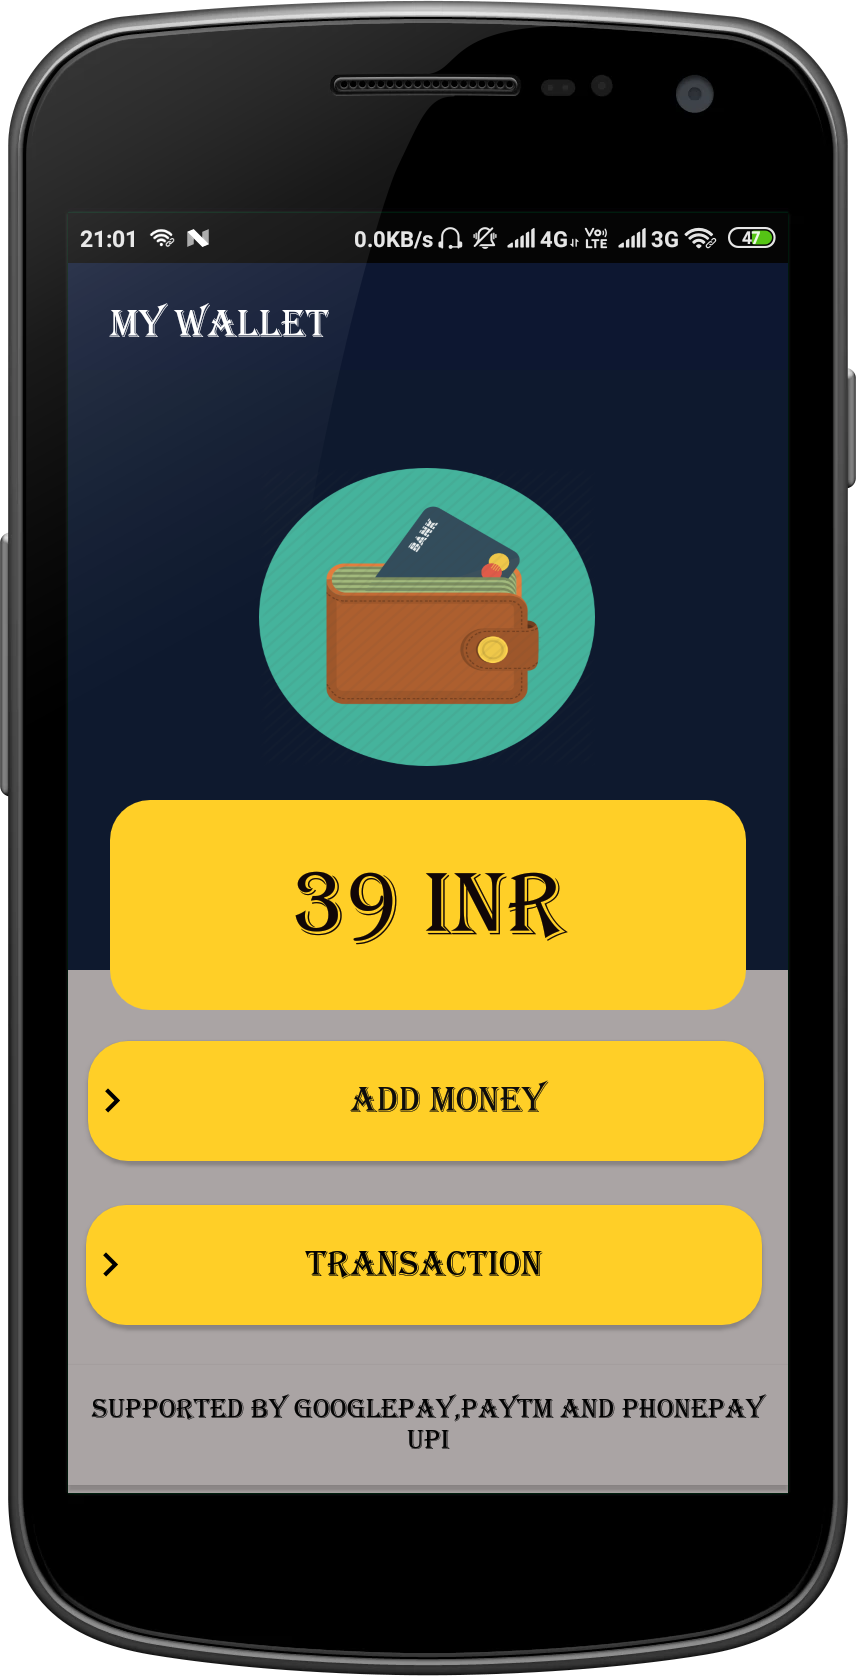 21:01 0.0KB/s 4G Vo) LTE 3G 47
MY WALLET
BANK
39 INR
ADD MONEY
TRANSACTION
SUPPORTED BY GOOGLEPAY,PAYTM AND PHONEPAY
UPI